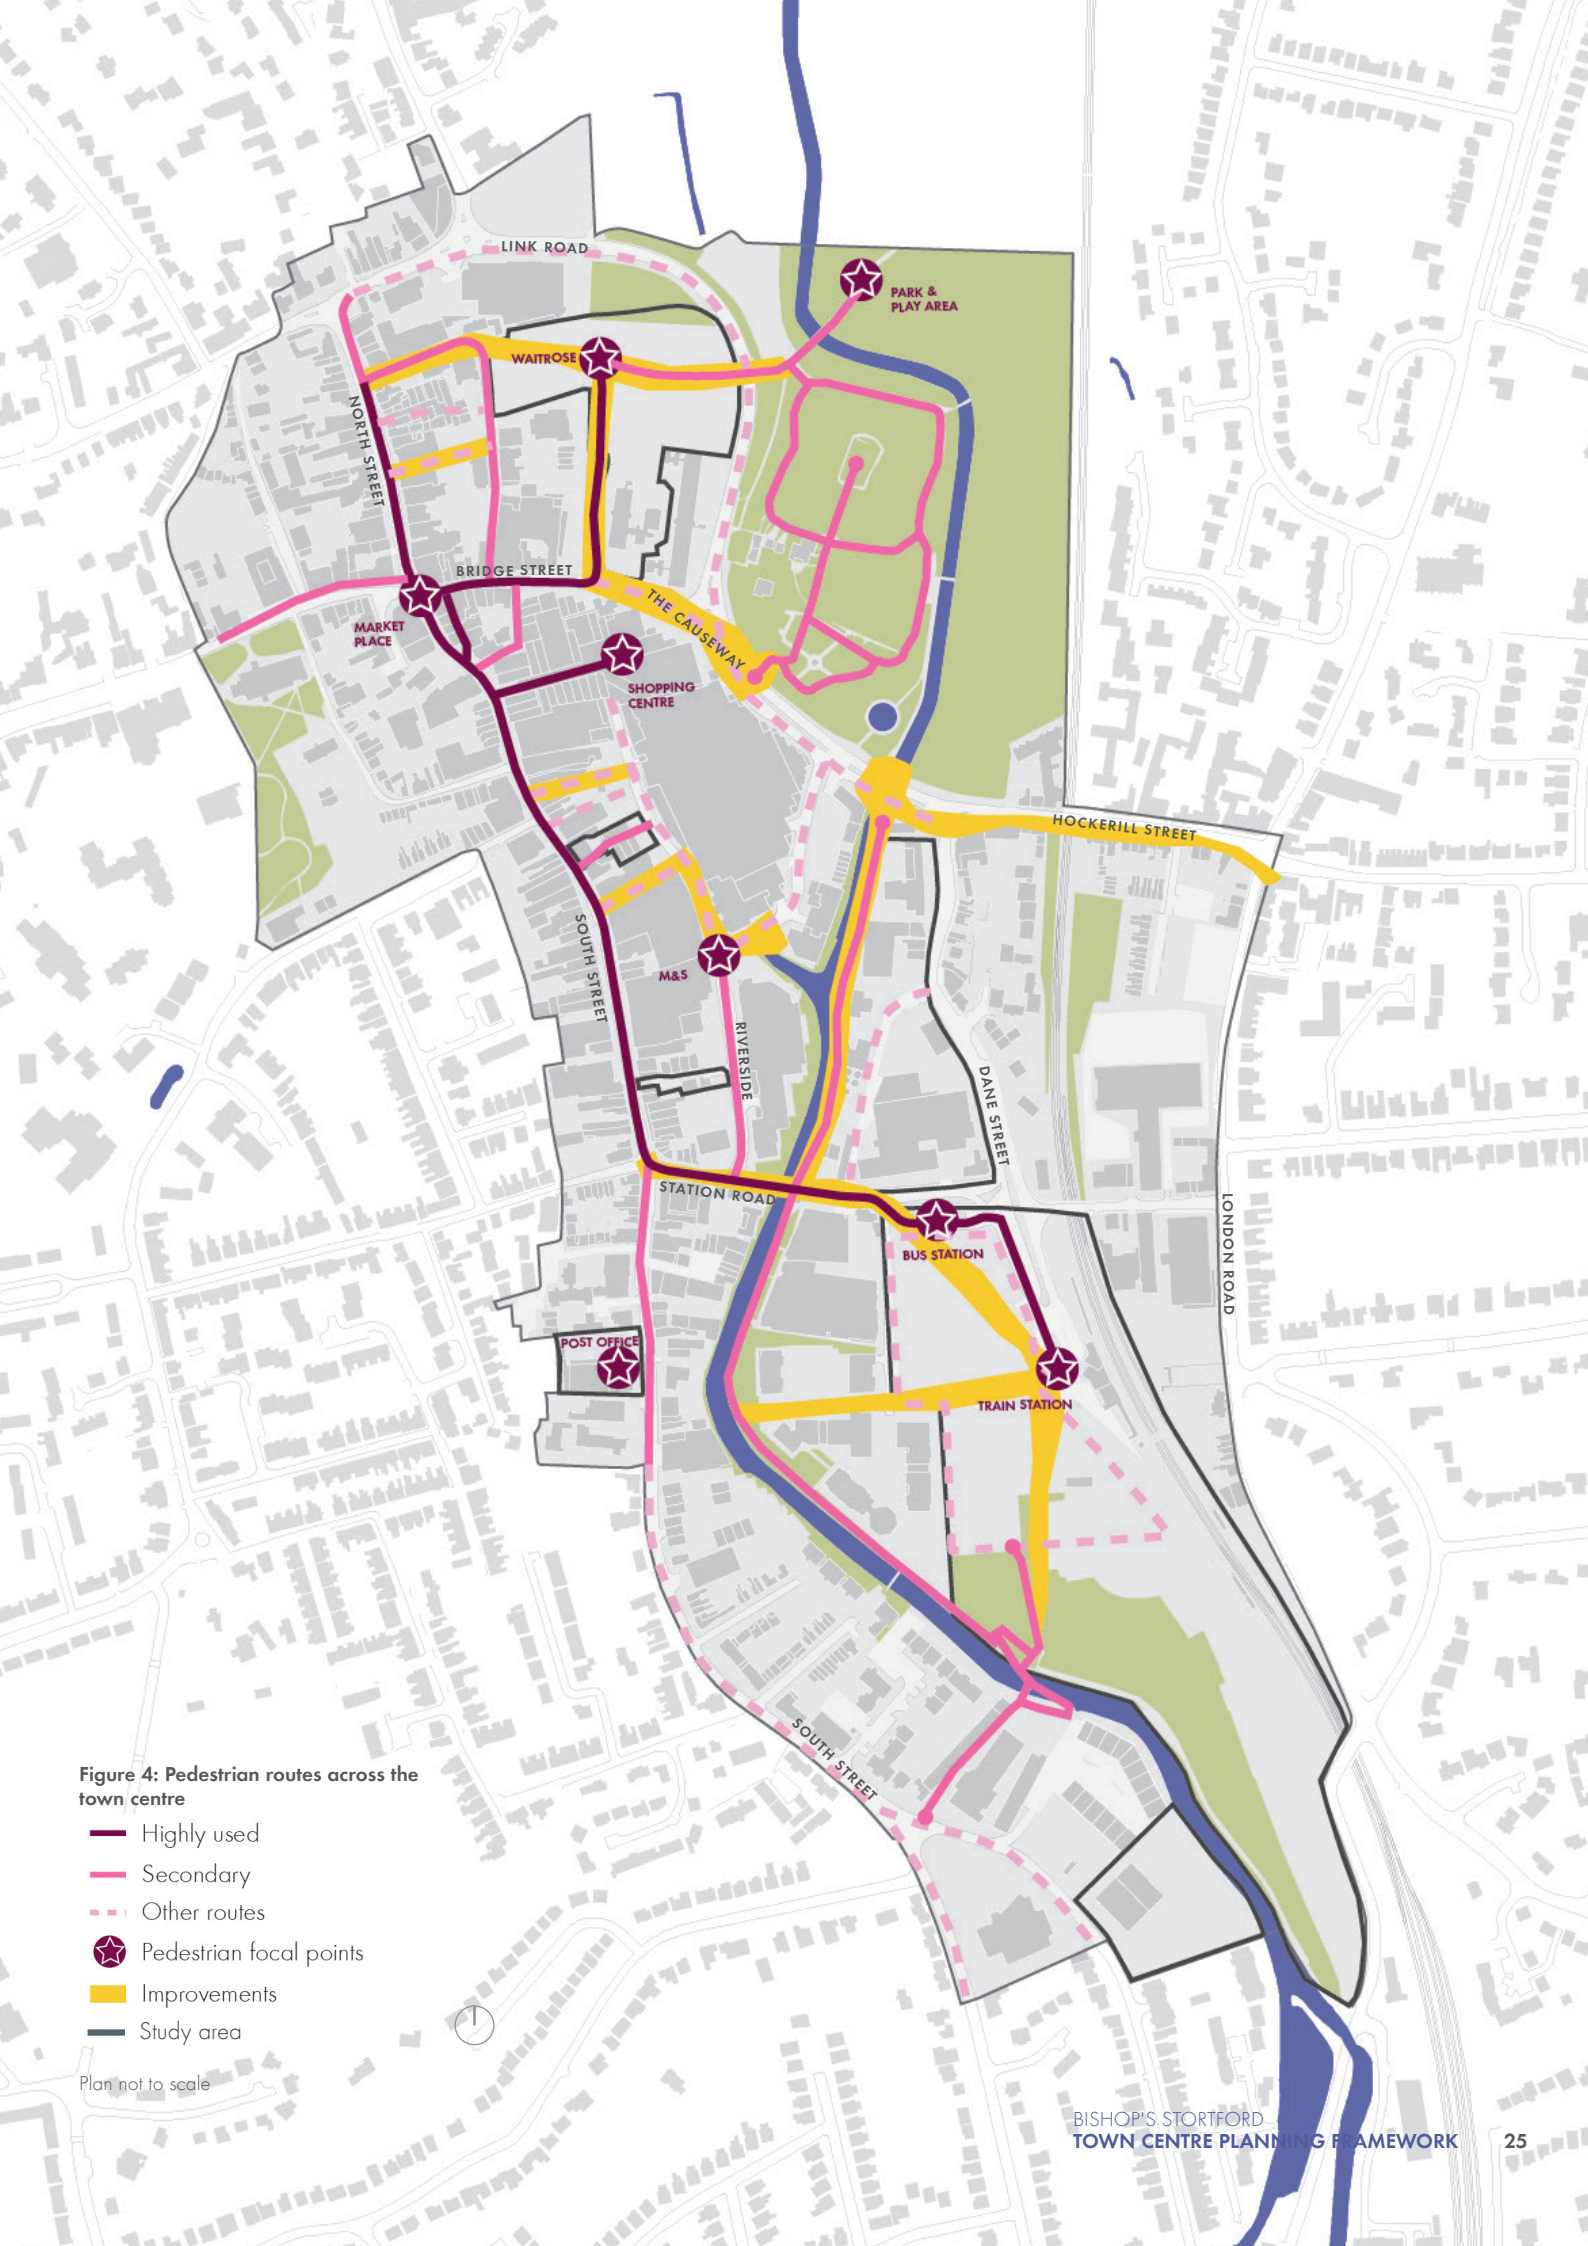 LINK ROAD
PARK &
PLAY AREA
WAITROSE
NORTH STREET
BRIDGE STREET
THE CAUSEWAY
MARKET
PLACE
SHOPPING
CENTRE
HOCKERILL STREET
SOUTH STREET
M&S
RIVERSIDE
DANE STREET
STATION ROAD
LONDON ROAD
BUS STATION
POST OFFICE
TRAIN STATION
SOUTH STREET
Figure 4: Pedestrian routes across the
town centre
Highly used
Secondary
Other routes
Pedestrian focal points
Improvements
Study area
Plan not to scale
BISHOP'S STORTFORD
TOWN CENTRE PLANNING FRAMEWORK 25